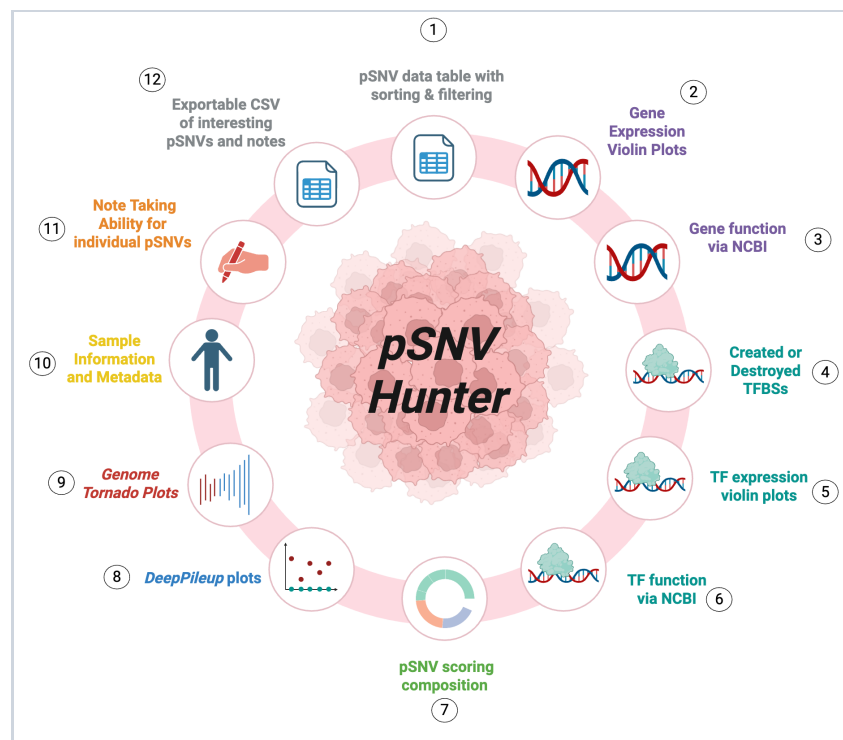 1
pSNV data table with
sorting & filtering
2
Gene
Expression
Violin Plots
3
Gene function
via NCBI
4
Created or
Destroyed
TFBSs
5
TF expression
violin plots
6
TF function
via NCBI
7
pSNV scoring
composition
8
DeepPileup plots
9
Genome
Tornado Plots
10
Sample
Information
and Metadata
11
Note Taking
Ability for
individual pSNVs
12
Exportable CSV
of interesting
pSNVs and notes
pSNV
Hunter